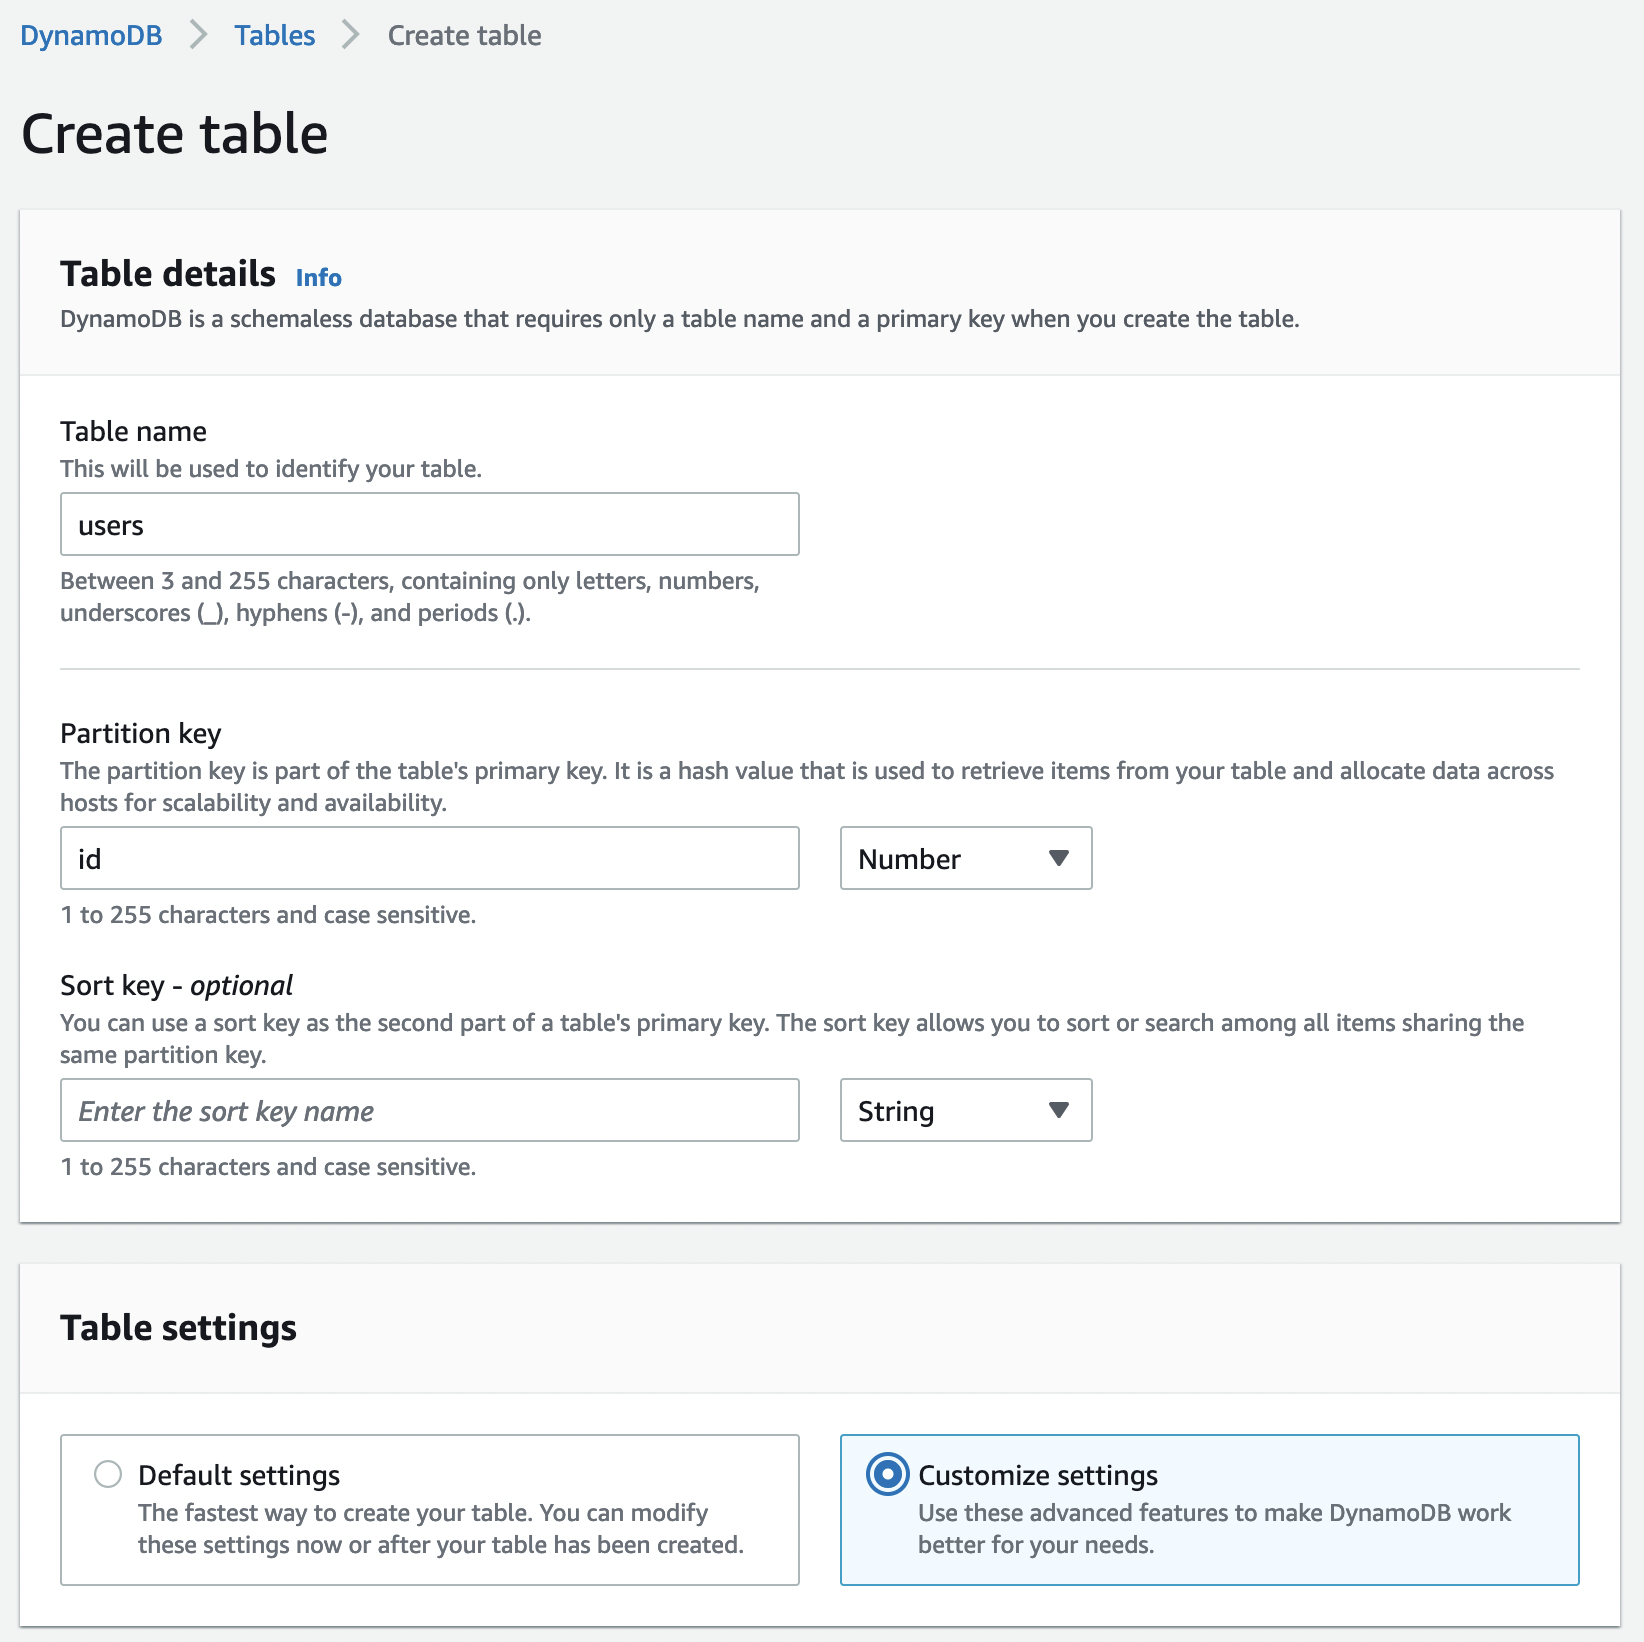 DynamoDB > Tables > Create table
Create table
Table details Info
DynamoDB is a schemaless database that requires only a table name and a primary key when you create the table.
Table name
This will be used to identify your table.
users
Between 3 and 255 characters, containing only letters, numbers,
underscores (_), hyphens (-), and periods (.).
Partition key
The partition key is part of the table's primary key. It is a hash value that is used to retrieve items from your table and allocate data across
hosts for scalability and availability.
id Number
1 to 255 characters and case sensitive.
Sort key - optional
You can use a sort key as the second part of a table's primary key. The sort key allows you to sort or search among all items sharing the
same partition key.
Enter the sort key name String
1 to 255 characters and case sensitive.
Table settings
Default settings
The fastest way to create your table. You can modify
these settings now or after your table has been created.
Customize settings
Use these advanced features to make DynamoDB work
better for your needs.